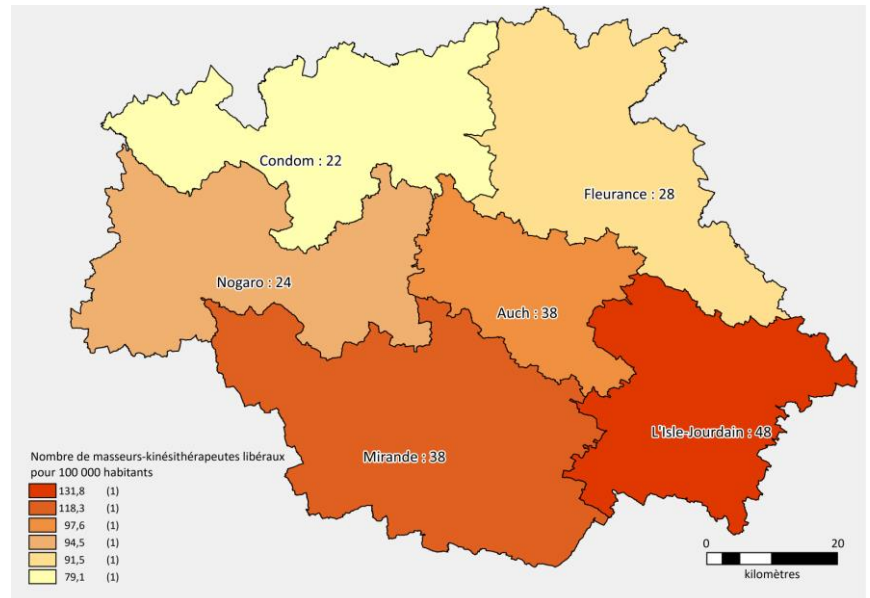 Condom : 22
Fleurance : 28
Nogaro : 24
Auch : 38
L'Isle-Jourdain : 48
Mirande : 38
Nombre de masseurs-kinésithérapeutes libéraux
pour 100 000 habitants
131,8 (1)
118,3 (1)
97,6 (1)
94,5 (1)
91,5 (1)
79,1 (1)
0 20
kilomètres